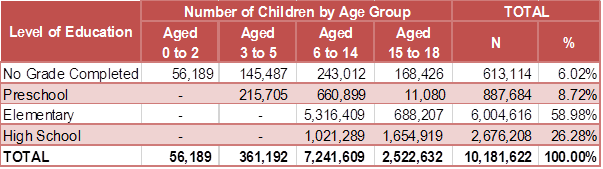 Level of Education Number of Children by Age Group TOTAL
Aged 0 to 2 Aged 3 to 5 Aged 6 to 14 Aged 15 to 18 N %
No Grade Completed 56,189 145,487 243,012 168,426 613,114 6.02%
Preschool - 215,705 660,899 11,080 887,684 8.72%
Elementary - - 5,316,409 688,207 6,004,616 58.98%
High School - - 1,021,289 1,654,919 2,676,208 26.28%
TOTAL 56,189 361,192 7,241,609 2,522,632 10,181,622 100.00%